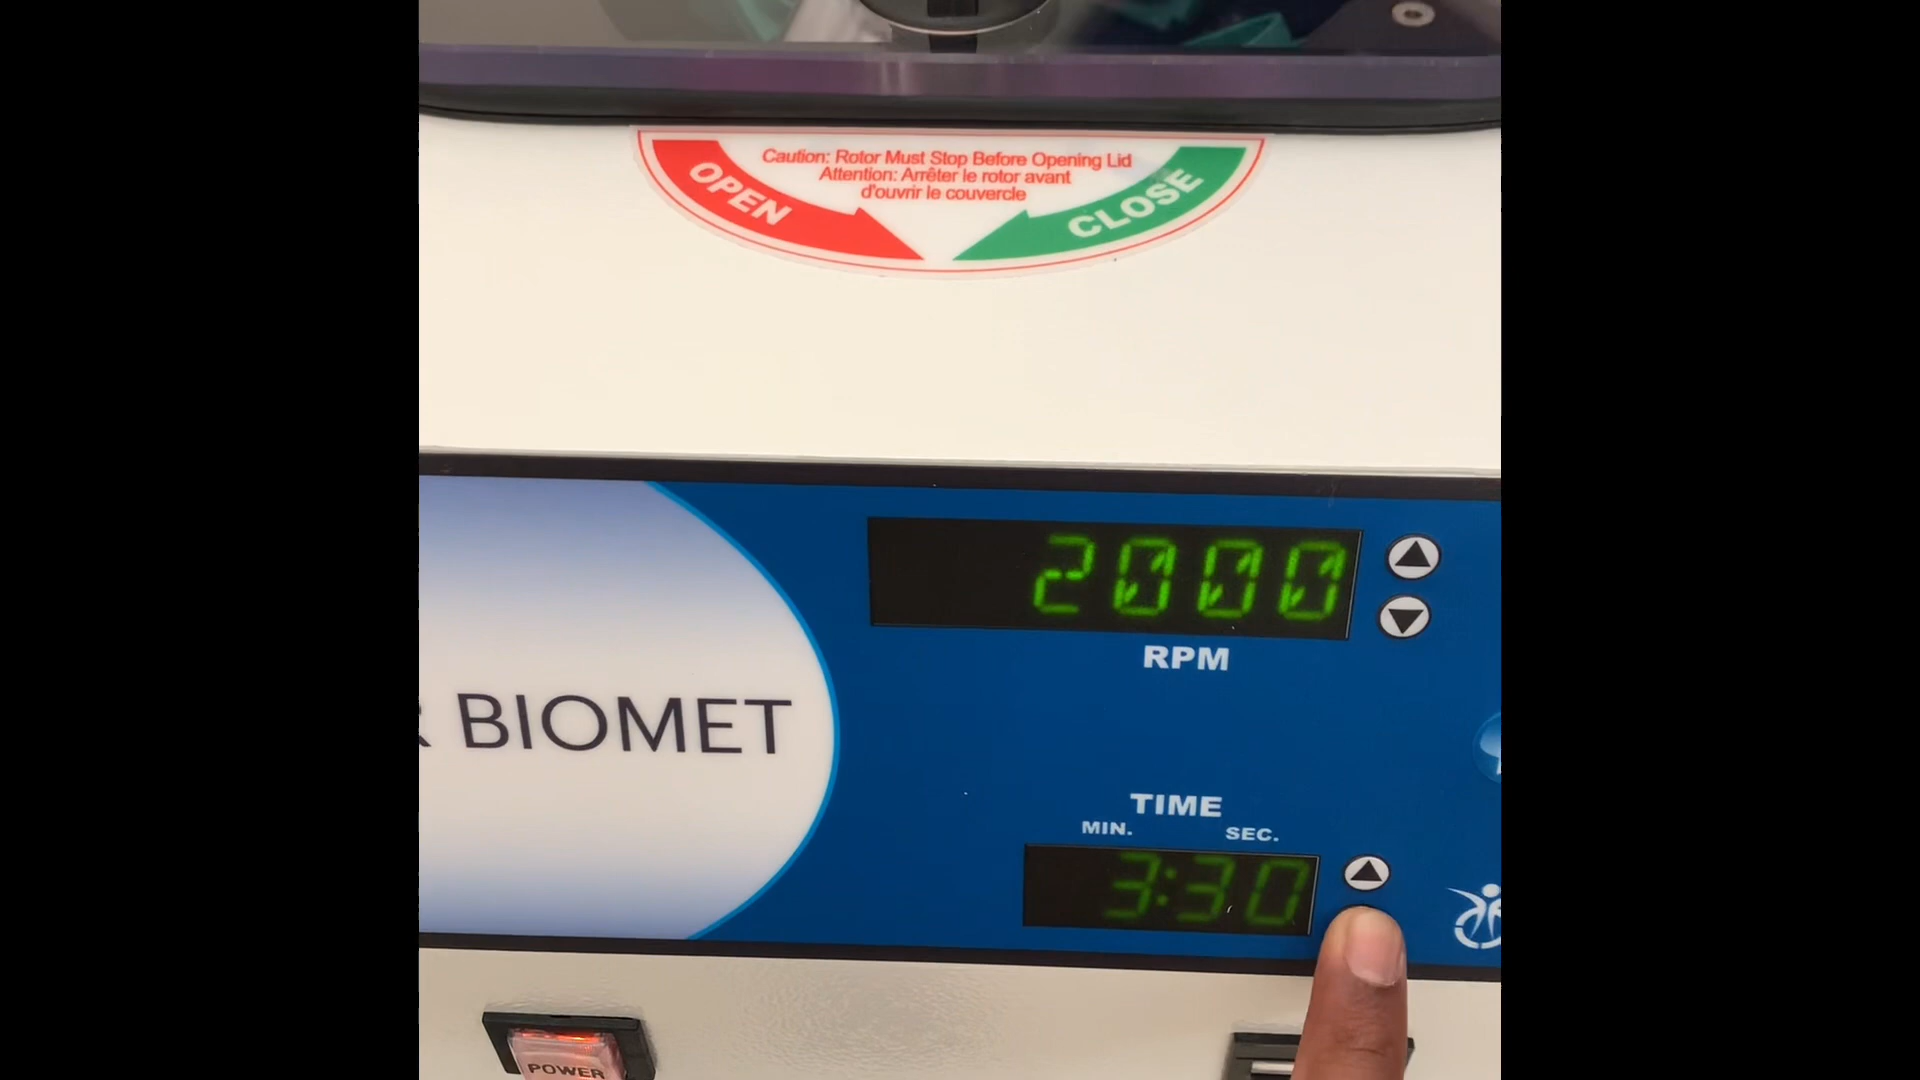 Caution: Rotor Must Stop Before Opening Lid
Attention: Arrêter le rotor avant
d'ouvrir le couvercle
OPEN
CLOSE
2000
RPM
BIOMET
TIME
MIN. SEC.
3:30
POWER